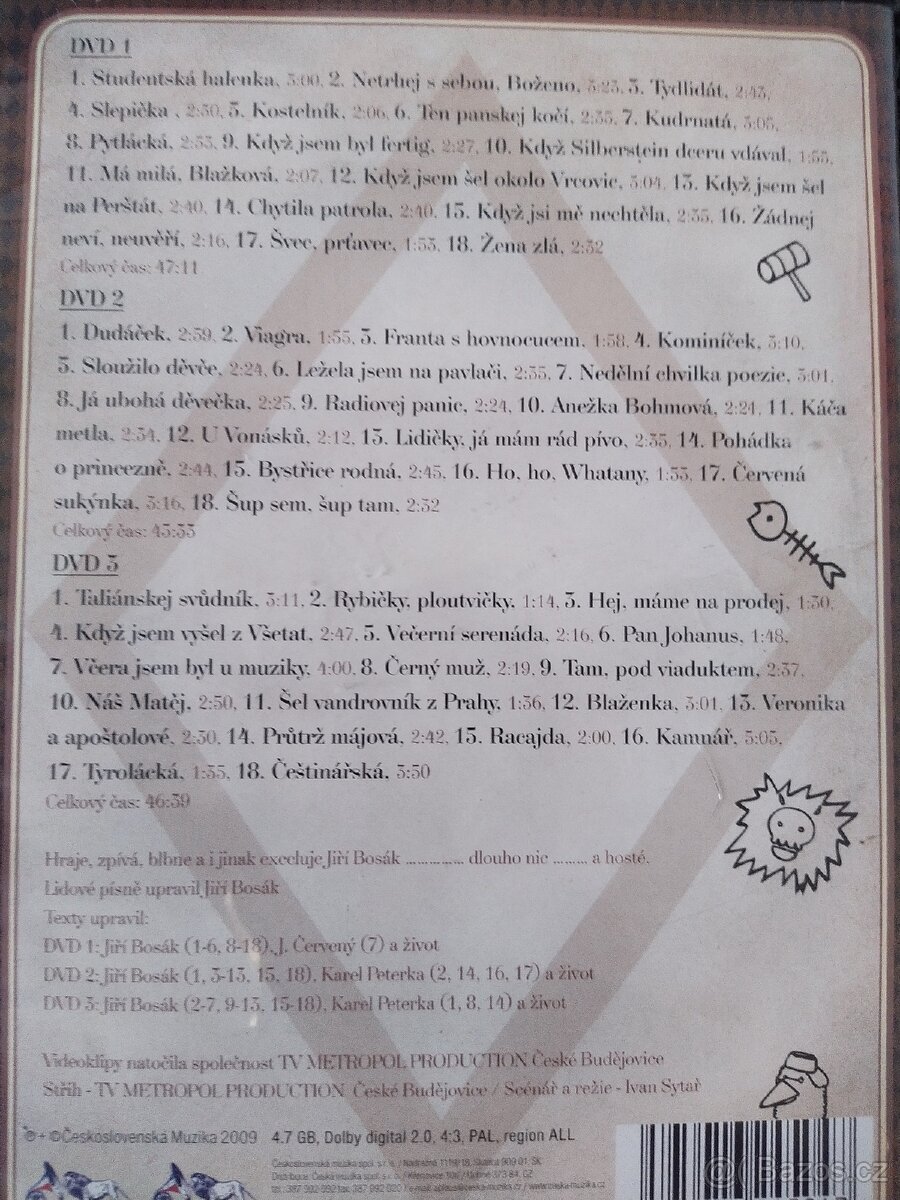 DVD 1
1. Studentská halenka, 3:00, 2. Netrhej s sebou, Boženo, 3:23, 3. Tydlidát, 2:43,
4. Slepička , 2:30, 5. Kostelník, 2:06, 6. Ten panskej kočí, 2:35, 7. Kudrnatá, 3:05,
8. Pytlácká, 2:33, 9. Když jsem byl fertig, 2:27, 10. Když Silberstein dceru vdával, 1:55,
11. Má milá, Blažková, 2:07, 12. Když jsem šel okolo Vrcovic, 3:04, 13. Když jsem šel
na Perštát, 2:40, 14. Chytila patrola, 2:40, 15. Když jsi mě nechtěla, 2:35, 16. Žádnej
neví, neuvěří, 2:16, 17. Švec, prťavec, 1:53, 18. Žena zlá, 2:32
Celkový čas: 47:11
DVD 2
1. Dudáček, 2:59, 2. Viagra, 1:55, 3. Franta s hovnocucem, 1:58, 4. Kominíček, 3:10,
5. Sloužilo děvče, 2:24, 6. Ležela jsem na pavlači, 2:35, 7. Nedělní chvilka poezie, 3:01,
8. Já ubohá děvečka, 2:25, 9. Radiovej panic, 2:24, 10. Anežka Bohmová, 2:21, 11. Káča
metla, 2:34, 12. U Vonásků, 2:12, 13. Lidičky, já mám rád pívo, 2:35, 14. Pohádka
o princezně, 2:44, 15. Bystřice rodná, 2:45, 16. Ho, ho, Whatany, 1:55, 17. Červená
sukýnka, 3:16, 18. Šup sem, šup tam, 2:32
Celkový čas: 45:35
DVD 3
1. Taliánskej svůdník, 3:11, 2. Rybičky, ploutvičky, 1:14, 3. Hej, máme na prodej, 1:50,
4. Když jsem vyšel z Všetat, 2:47, 5. Večerní serenáda, 2:16, 6. Pan Johanus, 1:48,
7. Včera jsem byl u muziky, 4:00, 8. Černý muž, 2:19, 9. Tam, pod viaduktem, 2:37,
10. Náš Matěj, 2:50, 11. Šel vandrovník z Prahy, 1:36, 12. Blaženka, 3:01, 13. Veronika
a apoštolové, 2:50, 14. Průtrž májová, 2:42, 15. Racajda, 2:00, 16. Kamnář, 3:05,
17. Tyrolácká, 1:35, 18. Češtinářská, 3:50
Celkový čas: 46:39
Hraje, zpívá, blbne a i jinak exceluje Jiří Bosák ............... dlouho nic ......... a hosté.
Lidové písně upravil Jiří Bosák
Texty upravil:
DVD 1: Jiří Bosák (1-6, 8-18), J. Červený (7) a život
DVD 2: Jiří Bosák (1, 3-13, 15, 18), Karel Peterka (2, 14, 16, 17) a život
DVD 3: Jiří Bosák (2-7, 9-13, 15-18), Karel Peterka (1, 8, 14) a život
Videoklipy natočila společnost TV METROPOL PRODUCTION České Budějovice
Střih - TV METROPOL PRODUCTION České Budějovice / Scénář a režie - Ivan Sytař
℗ + ©Československá Muzika 2009 4.7 GB, Dolby digital 2.0, 4:3, PAL, region ALL
Československá muzika spol. s r. o. / Nádražná
Distribuce: Česká muzika spol. s r.o.
@ Bazos.cz